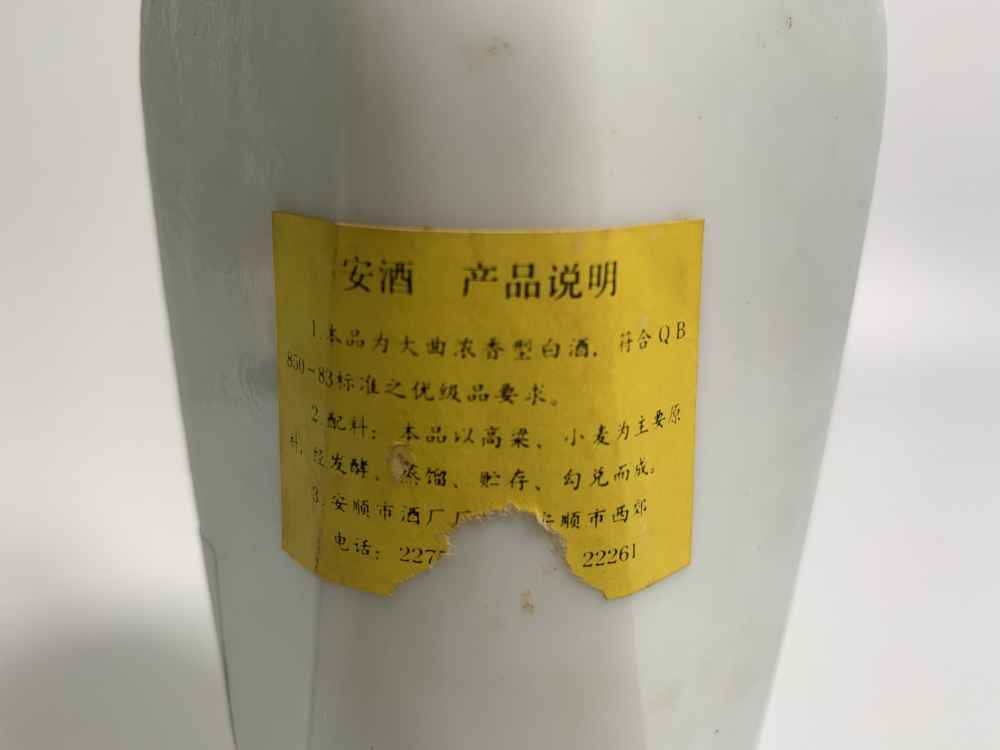 安酒 产品说明
1.本品为大曲浓香型白酒，符合QB
850-83标准之优级品要求。
2.配料：本品以高粱、小麦为主要原
料，经发酵、蒸馏、贮存、勾兑而成。
3.安顺市酒厂厂 顺市西郊
电话：227 22261